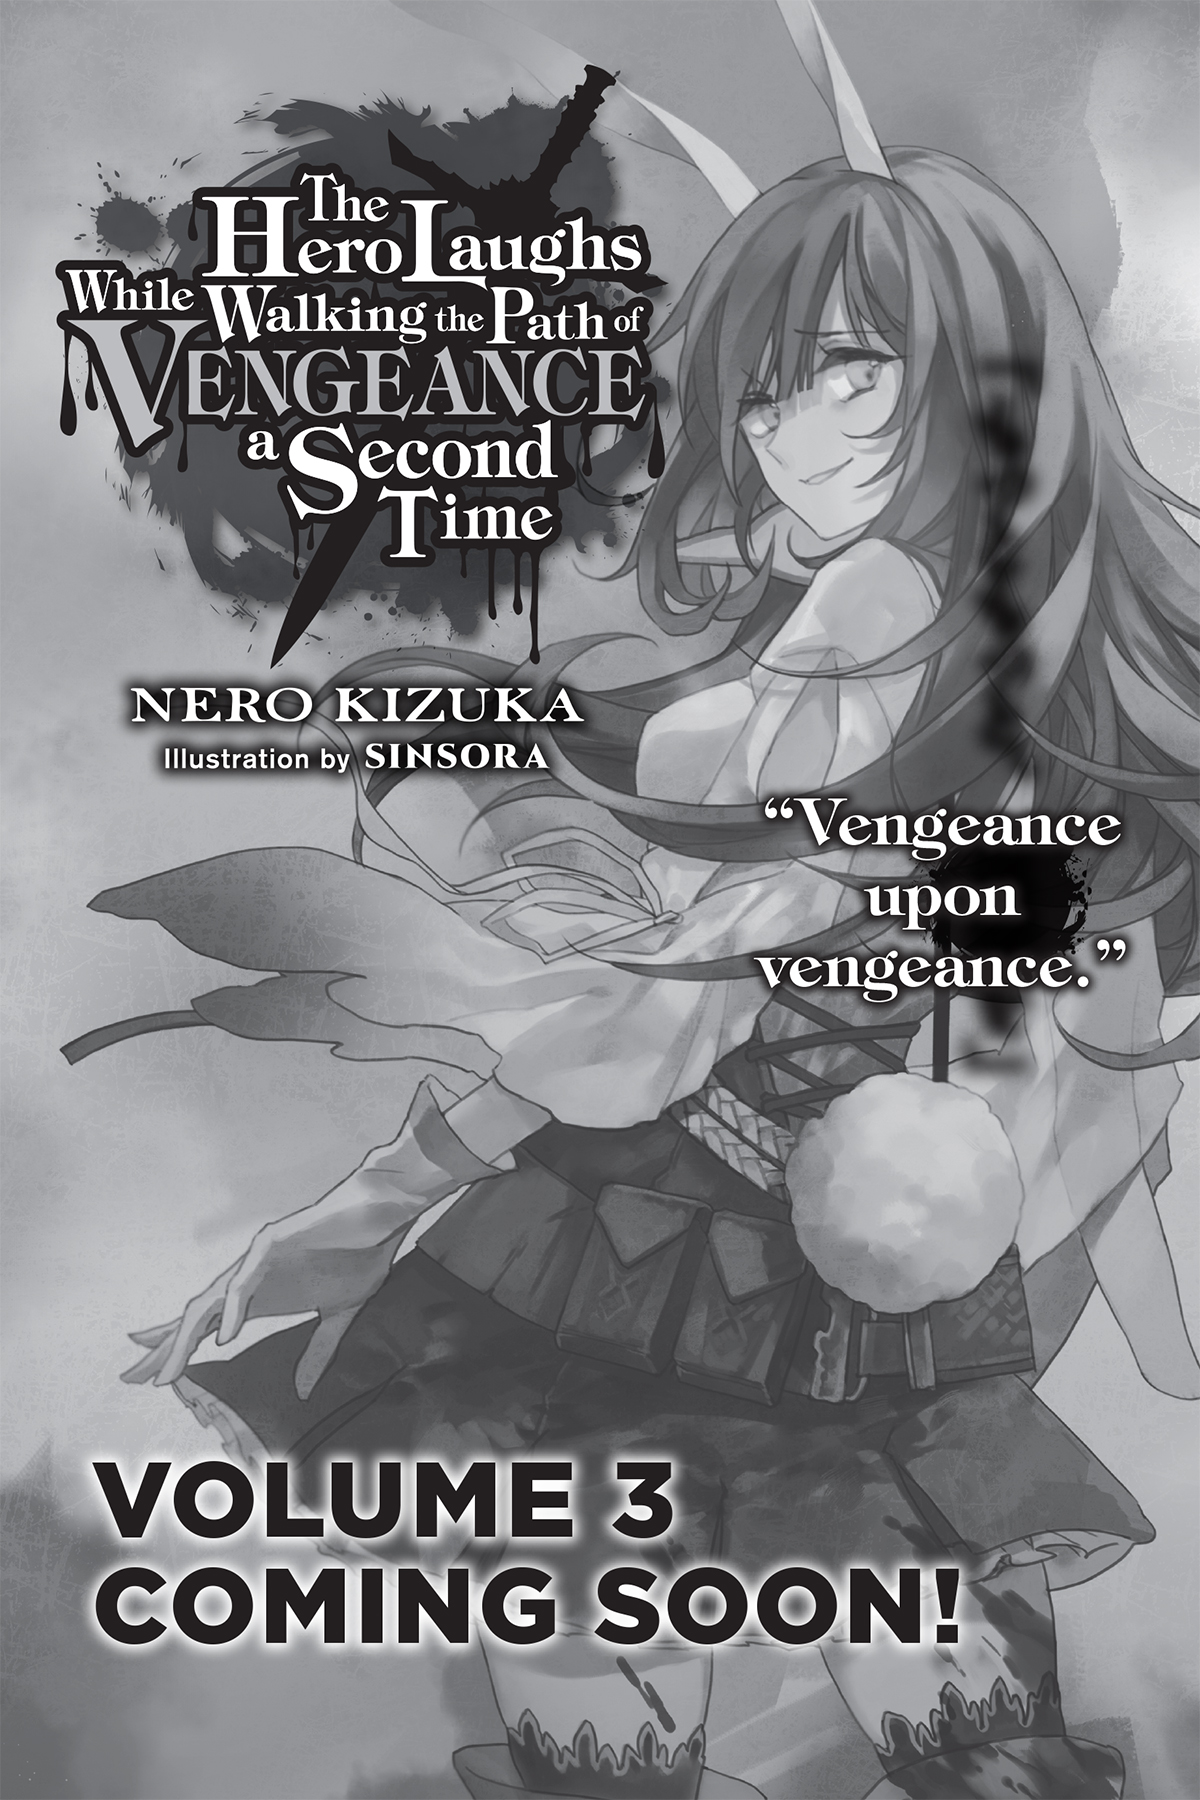 The
Hero Laughs
While Walking the Path of
VENGEANCE
a Second
Time
NERO KIZUKA
Illustration by SINSORA
“Vengeance
upon
vengeance.”
VOLUME 3
COMING SOON!